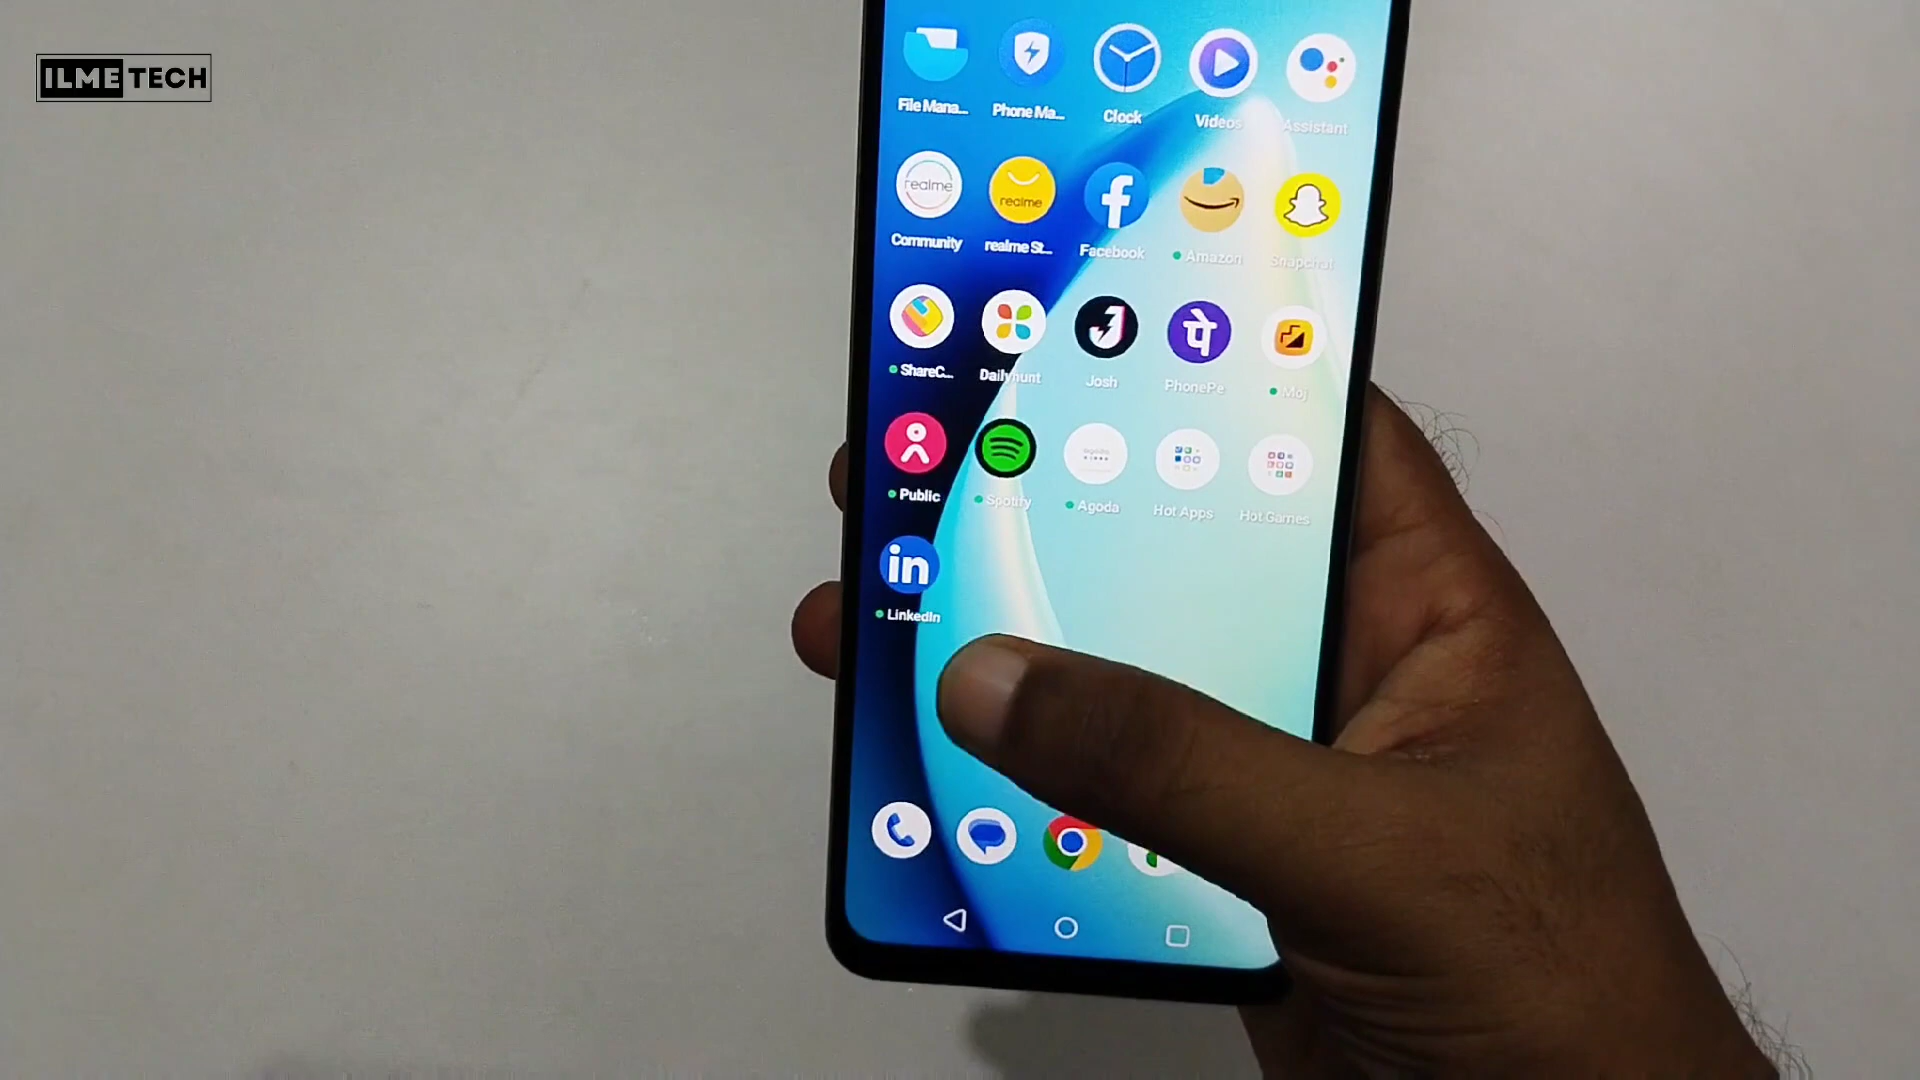 ILME TECH
File Mana...
Phone Ma...
Clock
Videos
Assistant
realme
realme
Community
realme St...
Facebook
Amazon
Snapchat
ShareC...
Dailyhunt
Josh
PhonePe
Moj
पे
Public
Spotify
Agoda
Hot Apps
Hot Games
in
LinkedIn